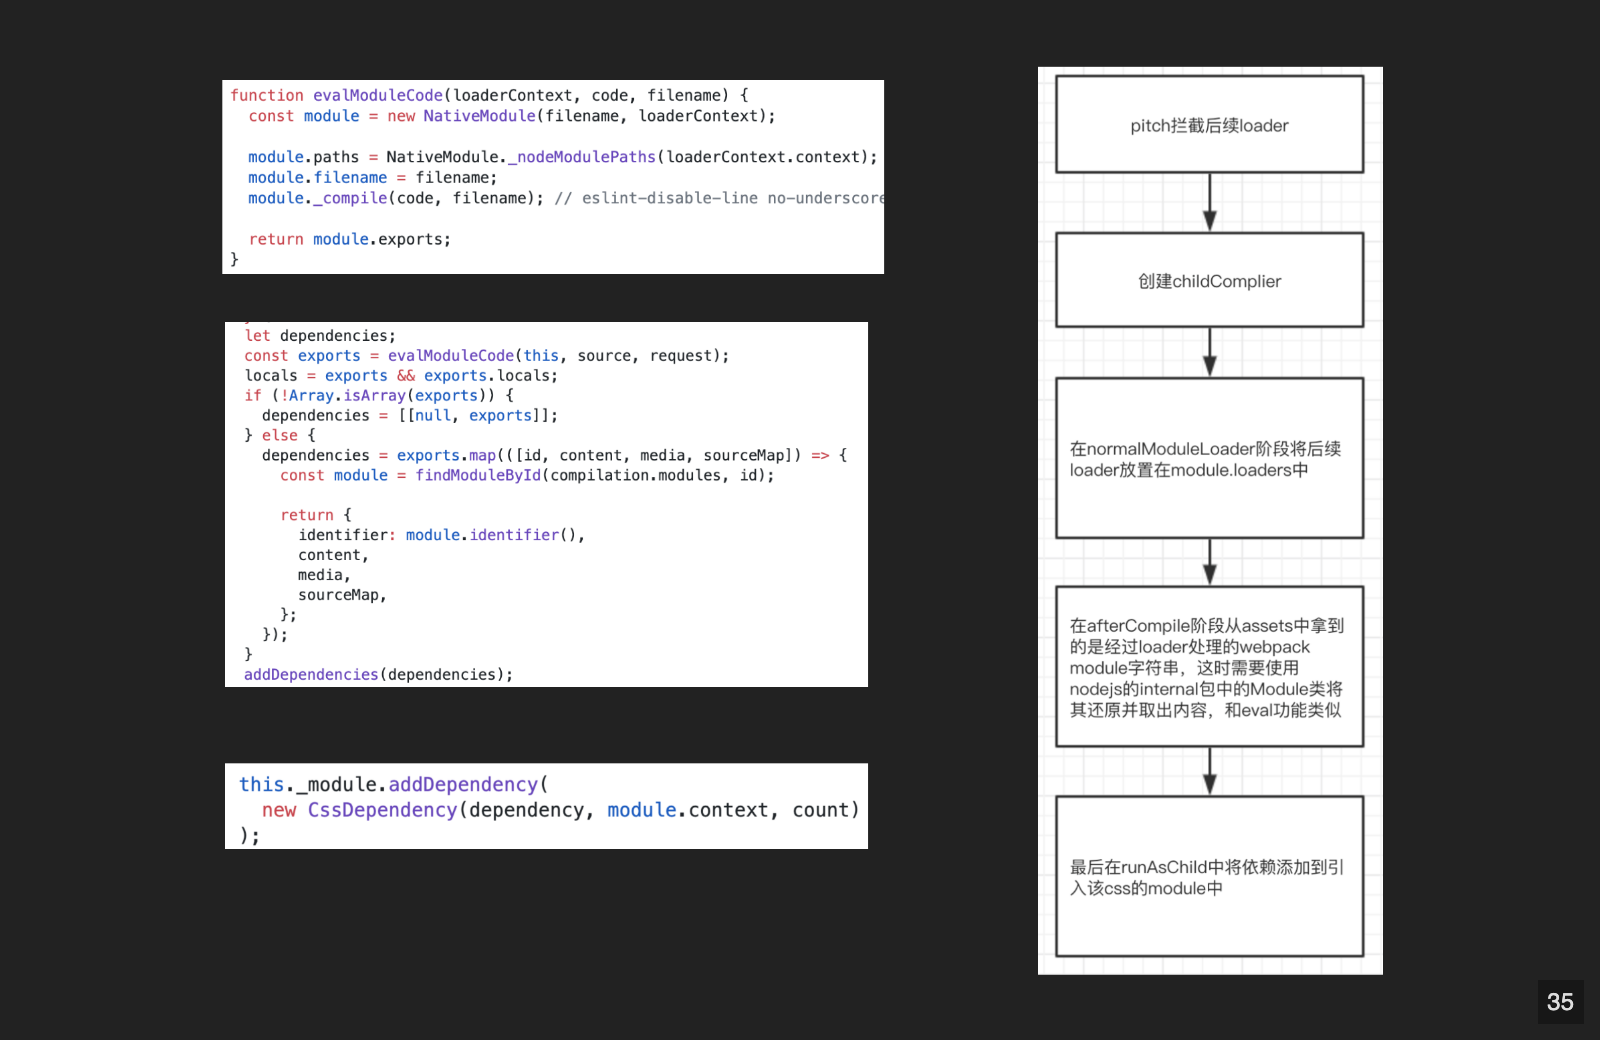 function evalModuleCode(loaderContext, code, filename) {
  const module = new NativeModule(filename, loaderContext);
  module.paths = NativeModule._nodeModulePaths(loaderContext.context);
  module.filename = filename;
  module._compile(code, filename); // eslint-disable-line no-underscore
  return module.exports;
}
let dependencies;
const exports = evalModuleCode(this, source, request);
locals = exports && exports.locals;
if (!Array.isArray(exports)) {
  dependencies = [[null, exports]];
} else {
  dependencies = exports.map(([id, content, media, sourceMap]) => {
    const module = findModuleById(compilation.modules, id);
    return {
      identifier: module.identifier(),
      content,
      media,
      sourceMap,
    };
  });
}
addDependencies(dependencies);
this._module.addDependency(
  new CssDependency(dependency, module.context, count)
);
pitch拦截后续loader
创建childComplier
在normalModuleLoader阶段将后续
loader放置在module.loaders中
在afterCompile阶段从assets中拿到
的是经过loader处理的webpack
module字符串，这时需要使用
nodejs的internal包中的Module类将
其还原并取出内容，和eval功能类似
最后在runAsChild中将依赖添加到引
入该css的module中
35